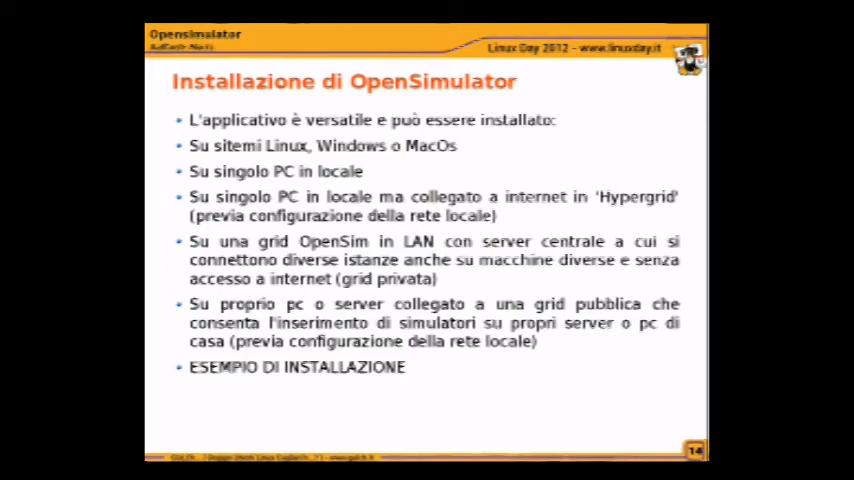 Opensimulator
Linux Day 2012 - www.linuxday.it
Installazione di OpenSimulator
• L'applicativo è versatile e può essere installato:
• Su sitemi Linux, Windows o MacOs
• Su singolo PC in locale
• Su singolo PC in locale ma collegato a internet in 'Hypergrid'
(previa configurazione della rete locale)
• Su una grid OpenSim in LAN con server centrale a cui si
connettono diverse istanze anche su macchine diverse e senza
accesso a internet (grid privata)
• Su proprio pc o server collegato a una grid pubblica che
consenta l'inserimento di simulatori su propri server o pc di
casa (previa configurazione della rete locale)
• ESEMPIO DI INSTALLAZIONE
14